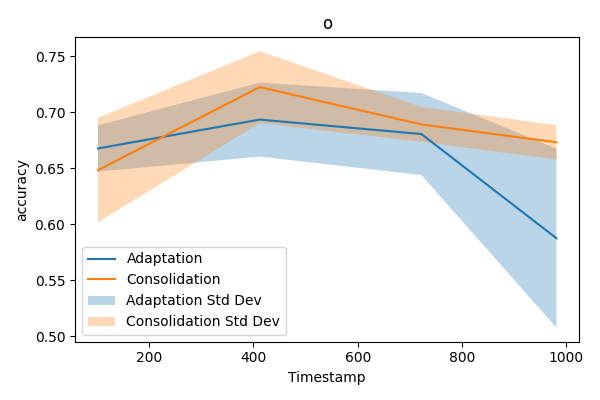 o
accuracy
0.75
0.70
0.65
0.60
0.55
0.50
Adaptation
Consolidation
Adaptation Std Dev
Consolidation Std Dev
200
400
600
800
1000
Timestamp